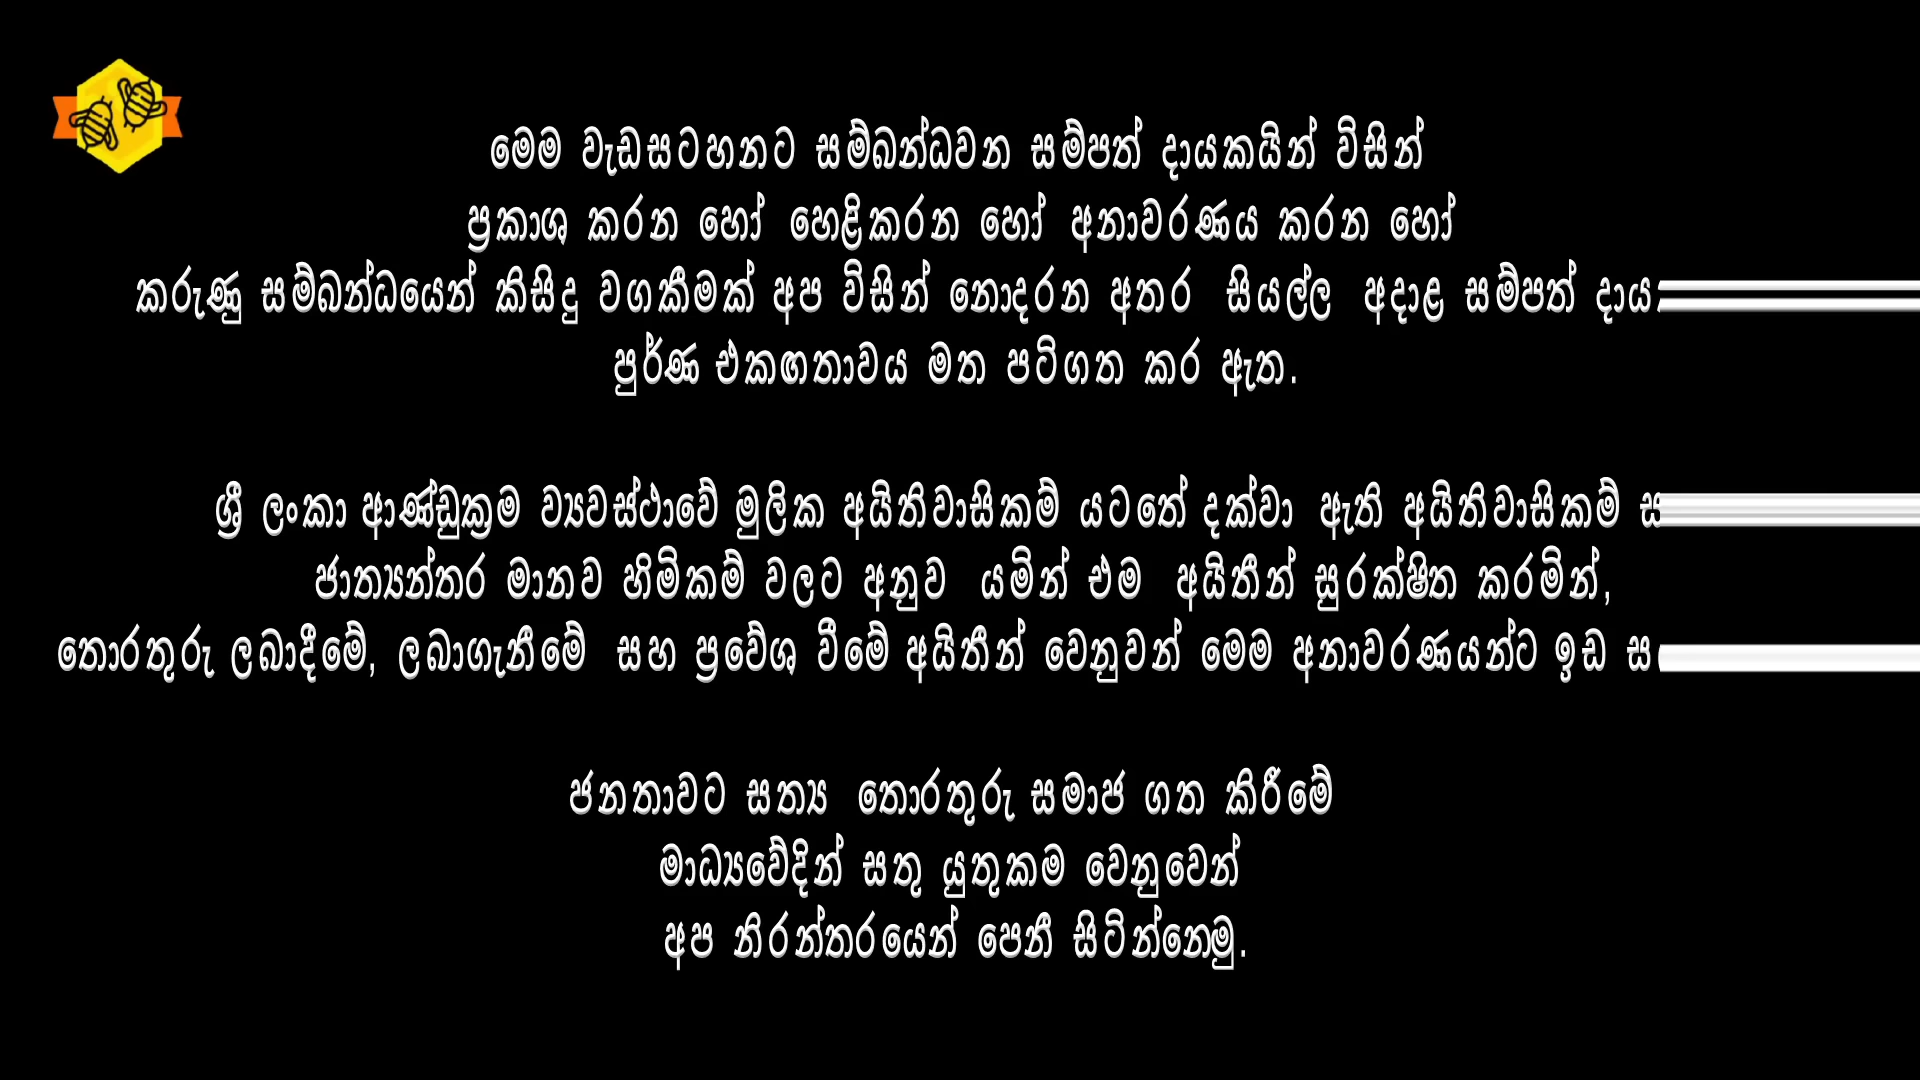 මෙම වැඩසටහනට සම්බන්ධවන සම්පත් දායකයින් විසින්
ප්‍රකාශ කරන හෝ හෙළිකරන හෝ අනාවරණය කරන හෝ
කරුණු සම්බන්ධයෙන් කිසිදු වගකීමක් අප විසින් නොදරන අතර සියල්ල අදාළ සම්පත්
පුර්ණ එකඟතාවය මත පටිගත කර ඇත.
ශ්‍රී ලංකා ආණ්ඩුක්‍රම ව්‍යවස්ථාවේ මුලික අයිතිවාසිකම් යටතේ දක්වා ඇති අයිතිවාසිකම්
ජාත්‍යන්තර මානව හිමිකම් වලට අනුව යමින් එම අයිතීන් සුරක්ෂිත කරමින්,
තොරතුරු ලබාදීමේ, ලබාගැනීමේ සහ ප්‍රවේශ වීමේ අයිතීන් වෙනුවන් මෙම අනාවරණයන්ට ඉඩ
ජනතාවට සත්‍ය තොරතුරු සමාජ ගත කිරීමේ
මාධ්‍යවේදින් සතු යුතුකම වෙනුවෙන්
අප නිරන්තරයෙන් පෙනී සිටින්නෙමු.